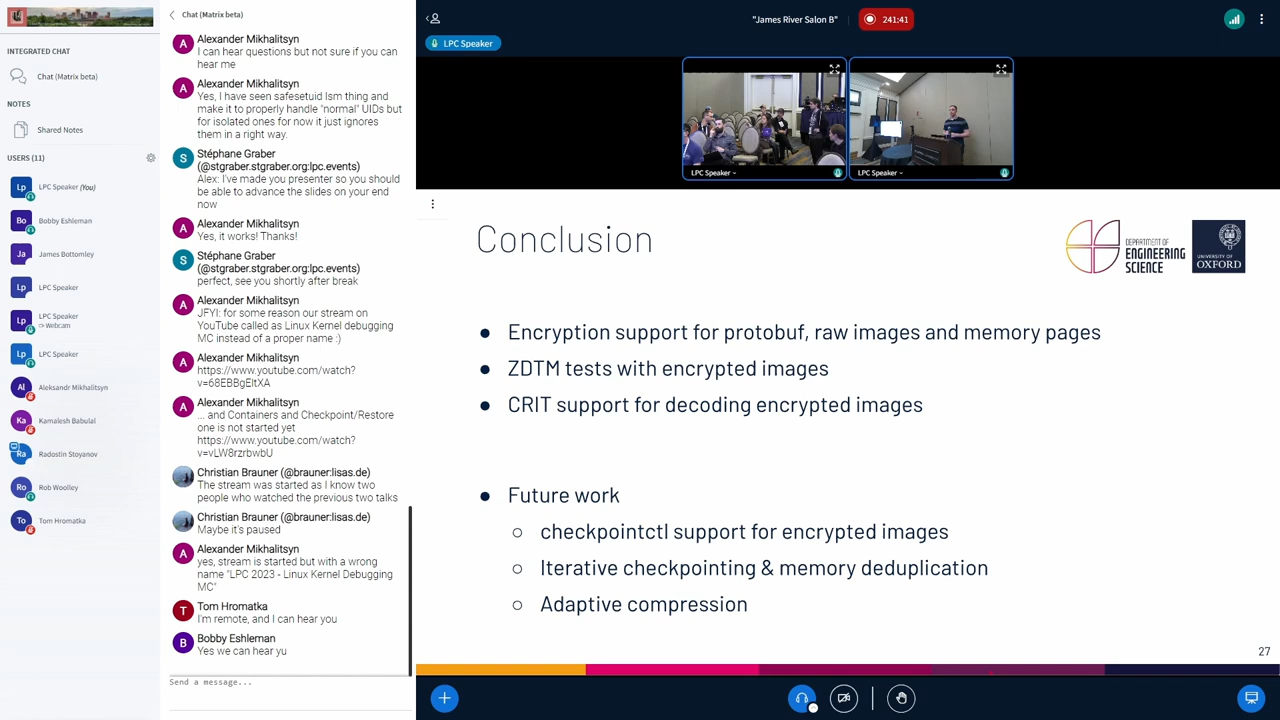 INTEGRATED CHAT
Chat (Matrix beta)
NOTES
Shared Notes
USERS (11)
Lp LPC Speaker (You)
Bo Bobby Eshleman
Ja James Bottomley
Lp LPC Speaker
Lp LPC Speaker
Webcam
Lp LPC Speaker
Al Aleksandr Mikhalitsyn
Ka Kamalesh Babulal
Ra Radostin Stoyanov
Ro Rob Woolley
To Tom Hromatka
Chat (Matrix beta)
A Alexander Mikhalitsyn
I can hear questions but not sure if you can
hear me
A Alexander Mikhalitsyn
Yes, I have seen safesetuid lsm thing and
make it to properly handle "normal" UIDs but
for isolated ones for now it just ignores
them in a right way.
S Stéphane Graber
(@stgraber.stgraber.org:lpc.events)
Alex: I've made you presenter so you should
be able to advance the slides on your end
now
A Alexander Mikhalitsyn
Yes, it works! Thanks!
S Stéphane Graber
(@stgraber.stgraber.org:lpc.events)
perfect, see you shortly after break
A Alexander Mikhalitsyn
JFYI: for some reason our stream on
YouTube called as Linux Kernel debugging
MC instead of a proper name :)
A Alexander Mikhalitsyn
https://www.youtube.com/watch?
v=68EBBgEltXA
A Alexander Mikhalitsyn
... and Containers and Checkpoint/Restore
one is not started yet
https://www.youtube.com/watch?
v=vLW8rzrbwbU
Christian Brauner (@brauner:lisas.de)
The stream was started as I know two
people who watched the previous two talks
Christian Brauner (@brauner:lisas.de)
Maybe it's paused
A Alexander Mikhalitsyn
yes, stream is started but with a wrong
name "LPC 2023 - Linux Kernel Debugging
MC"
T Tom Hromatka
I'm remote, and I can hear you
B Bobby Eshleman
Yes we can hear yu
Send a message...
"James River Salon B"
241:41
LPC Speaker
LPC Speaker
LPC Speaker
Conclusion
DEPARTMENT OF
ENGINEERING
SCIENCE
UNIVERSITY OF
OXFORD
● Encryption support for protobuf, raw images and memory pages
● ZDTM tests with encrypted images
● CRIT support for decoding encrypted images
● Future work
○ checkpointctl support for encrypted images
○ Iterative checkpointing & memory deduplication
○ Adaptive compression
27